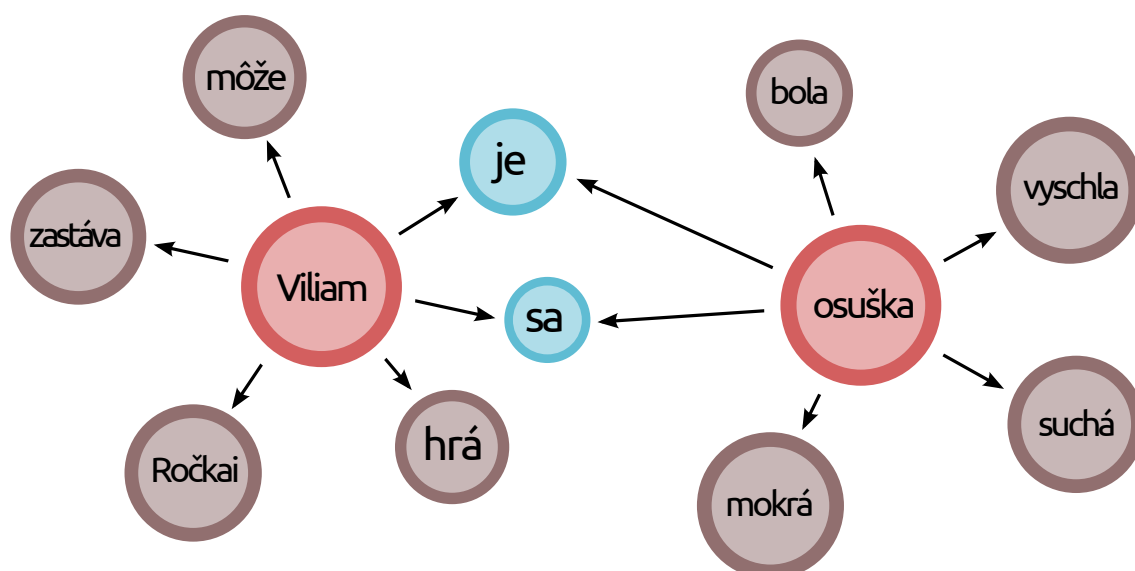 môže
bola
je
vyschla
zastáva
Viliam
osuška
sa
suchá
hrá
Ročkai
mokrá